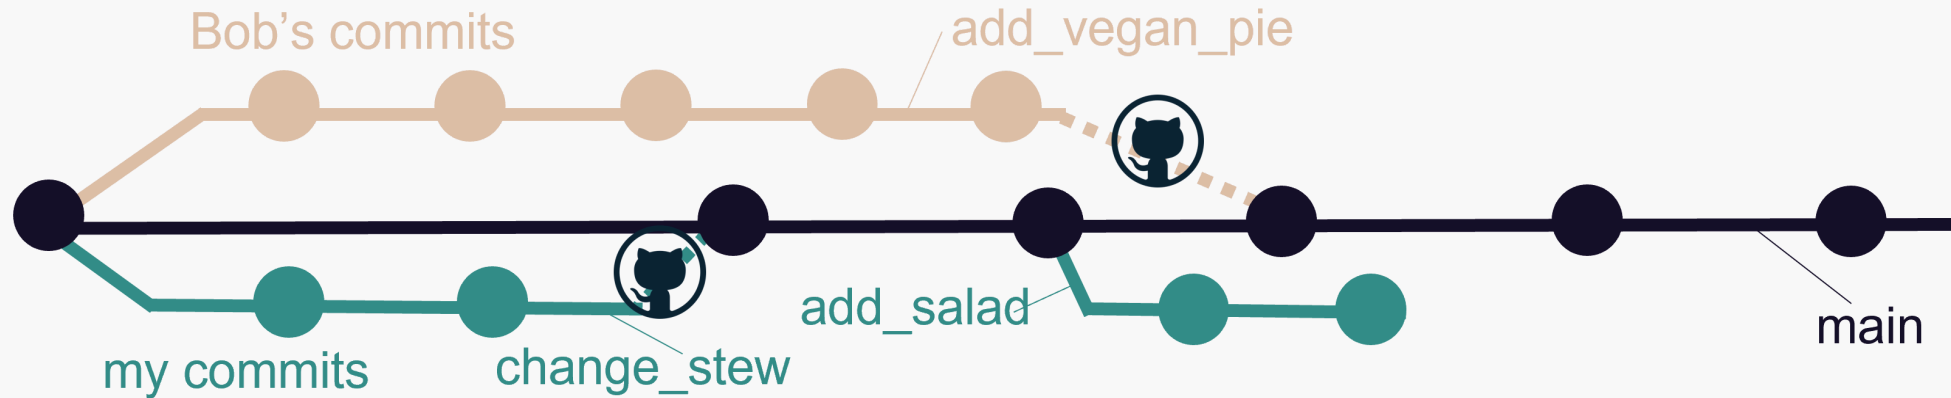 Bob’s commits
add_vegan_pie
add_salad
main
my commits
change_stew